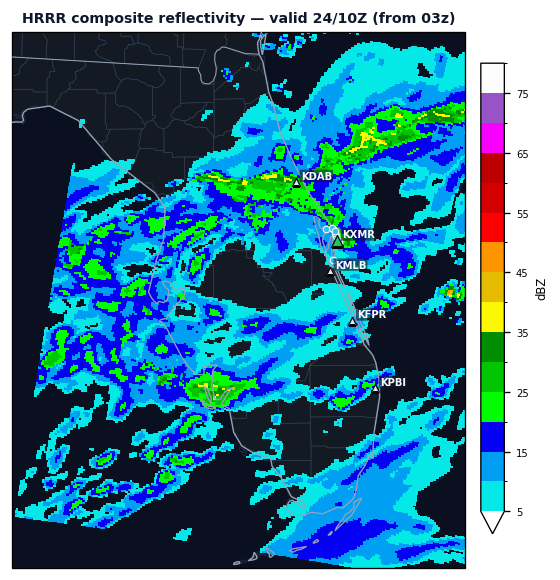 HRRR composite reflectivity — valid 24/10Z (from 03z)
KDAB
KXMR
KMLB
KFPR
KPBI
75
65
55
45
35
25
15
5
dBZ